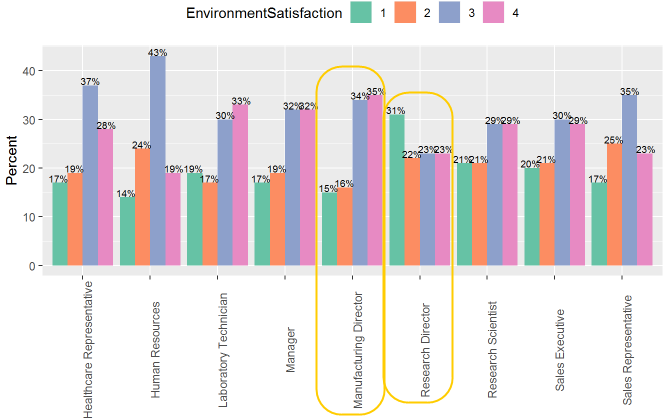 EnvironmentSatisfaction 1 2 3 4
Percent
40
30
20
10
0
17% 19% 37% 28%
14% 24% 43% 19%
19% 17% 30% 33%
17% 19% 32% 32%
15% 16% 34% 35%
31% 22% 23% 23%
21% 21% 29% 29%
20% 21% 30% 29%
17% 25% 35% 23%
Healthcare Representative
Human Resources
Laboratory Technician
Manager
Manufacturing Director
Research Director
Research Scientist
Sales Executive
Sales Representative